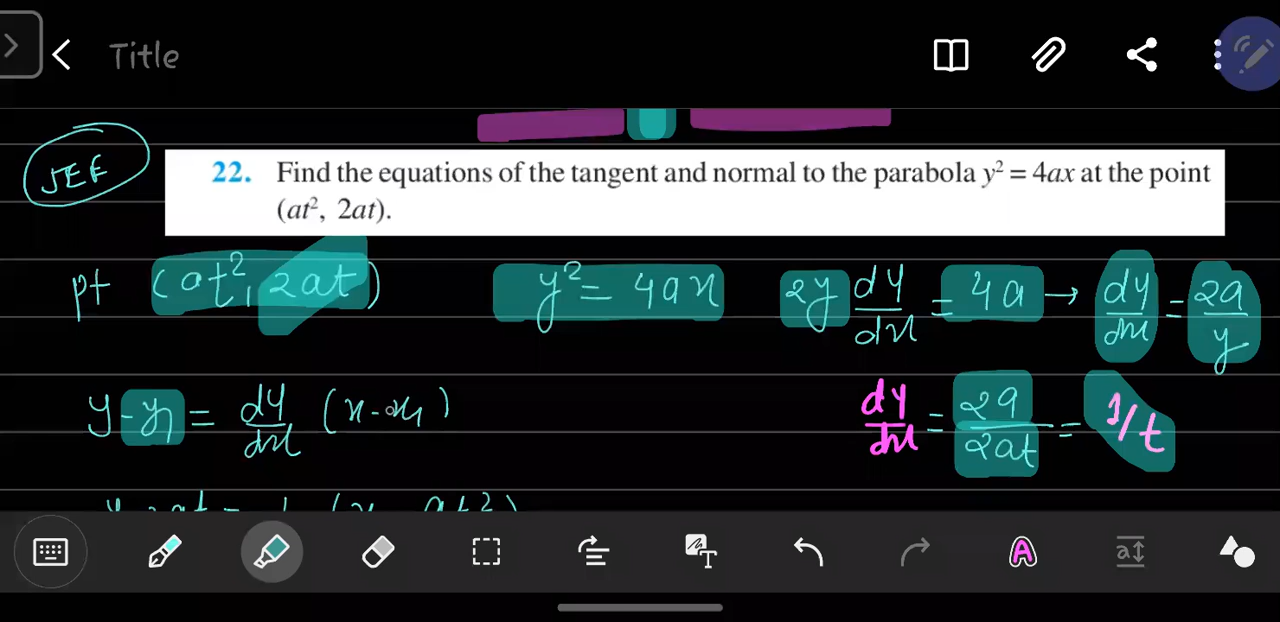 Title
JEE
22. Find the equations of the tangent and normal to the parabola y² = 4ax at the point
(at², 2at).
pt (at², 2at) y² = 4ax 2y dy/dx = 4a → dy/dx = 2a/y
y - y₁ = dy/dx (x - x₁) dy/dx = 2a/2at = 1/t